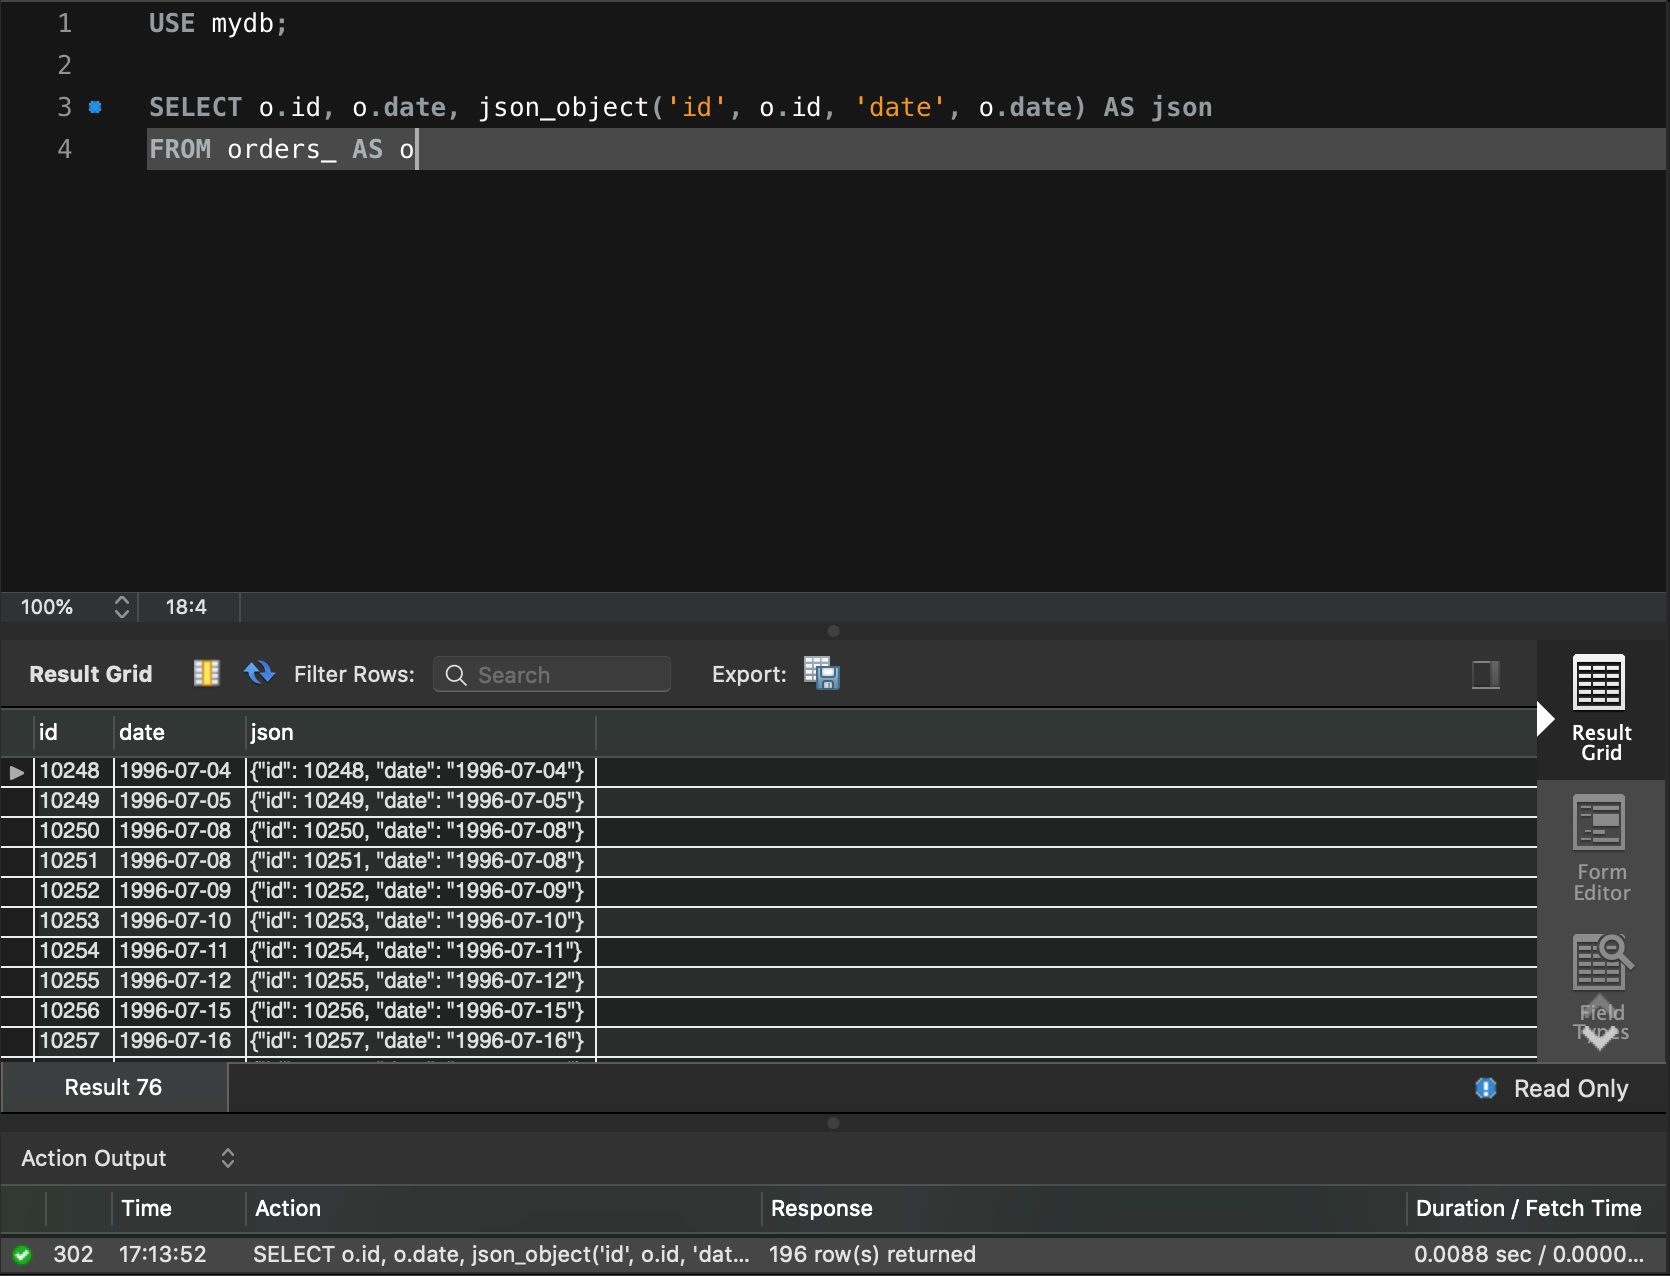 1 USE mydb;
2
3 SELECT o.id, o.date, json_object('id', o.id, 'date', o.date) AS json
4 FROM orders_ AS o
100% 18:4
Result Grid Filter Rows: Search Export:
id date json
10248 1996-07-04 {"id": 10248, "date": "1996-07-04"}
10249 1996-07-05 {"id": 10249, "date": "1996-07-05"}
10250 1996-07-08 {"id": 10250, "date": "1996-07-08"}
10251 1996-07-08 {"id": 10251, "date": "1996-07-08"}
10252 1996-07-09 {"id": 10252, "date": "1996-07-09"}
10253 1996-07-10 {"id": 10253, "date": "1996-07-10"}
10254 1996-07-11 {"id": 10254, "date": "1996-07-11"}
10255 1996-07-12 {"id": 10255, "date": "1996-07-12"}
10256 1996-07-15 {"id": 10256, "date": "1996-07-15"}
10257 1996-07-16 {"id": 10257, "date": "1996-07-16"}
Result
Grid
Form
Editor
Field
Types
Result 76 Read Only
Action Output
Time Action Response Duration / Fetch Time
302 17:13:52 SELECT o.id, o.date, json_object('id', o.id, 'dat... 196 row(s) returned 0.0088 sec / 0.0000...